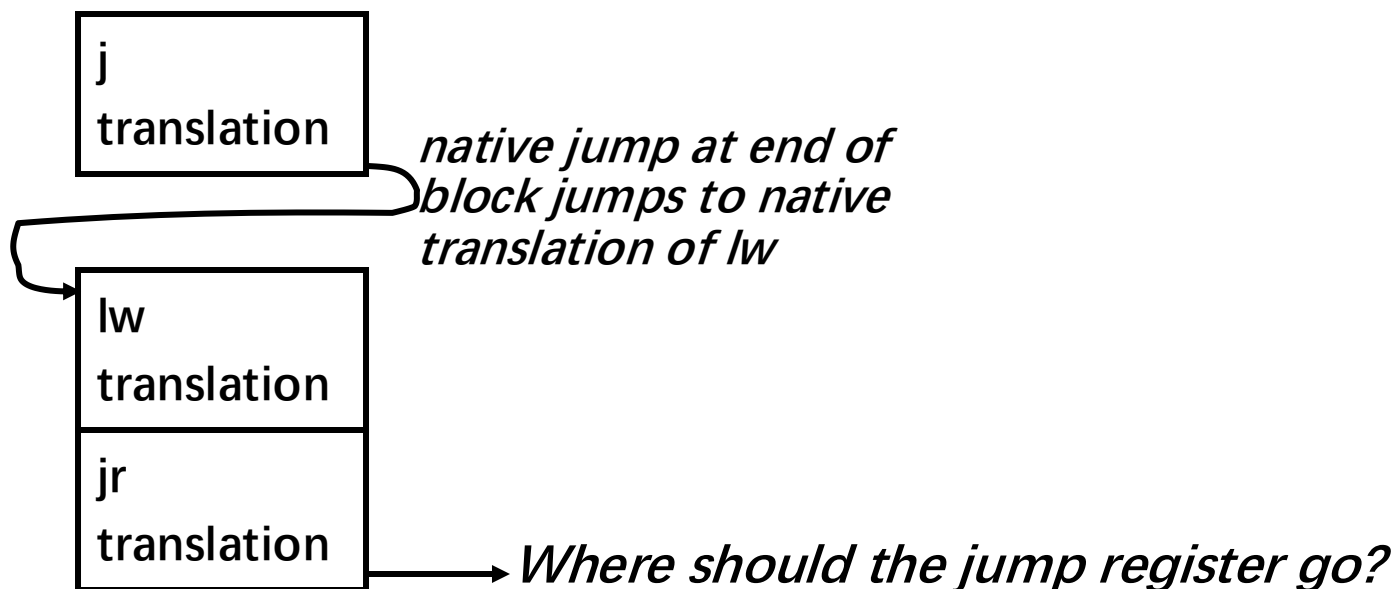 j
translation
native jump at end of
block jumps to native
translation of lw
lw
translation
jr
translation
Where should the jump register go?